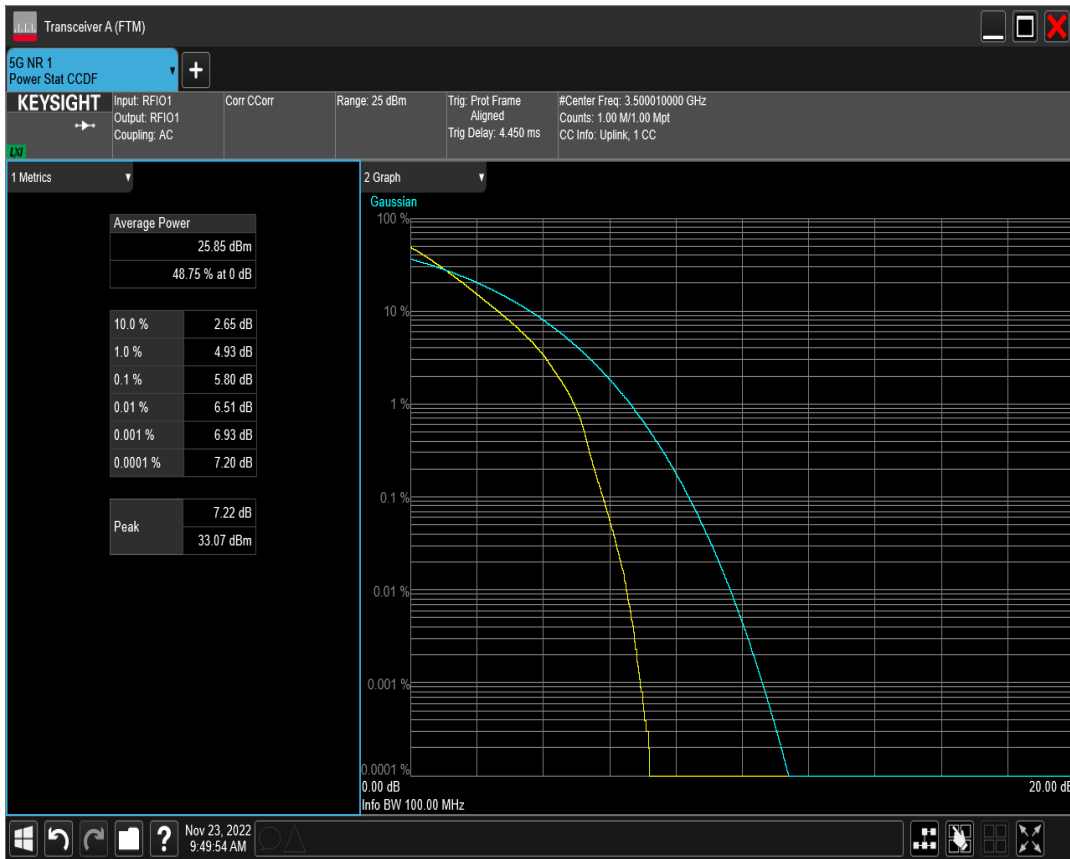 Transceiver A (FTM)
5G NR 1
Power Stat CCDF
+
KEYSIGHT
LXI
Input: RFIO1
Output: RFIO1
Coupling: AC
Corr CCorr
Range: 25 dBm
Trig: Prot Frame
Aligned
Trig Delay: 4.450 ms
#Center Freq: 3.500010000 GHz
Counts: 1.00 M/1.00 Mpt
CC Info: Uplink, 1 CC
1 Metrics
Average Power
25.85 dBm
48.75 % at 0 dB
10.0 % 2.65 dB
1.0 % 4.93 dB
0.1 % 5.80 dB
0.01 % 6.51 dB
0.001 % 6.93 dB
0.0001 % 7.20 dB
Peak
7.22 dB
33.07 dBm
2 Graph
Gaussian
100 %
10 %
1 %
0.1 %
0.01 %
0.001 %
0.0001 %
0.00 dB
20.00 dB
Info BW 100.00 MHz
?
Nov 23, 2022
9:49:54 AM